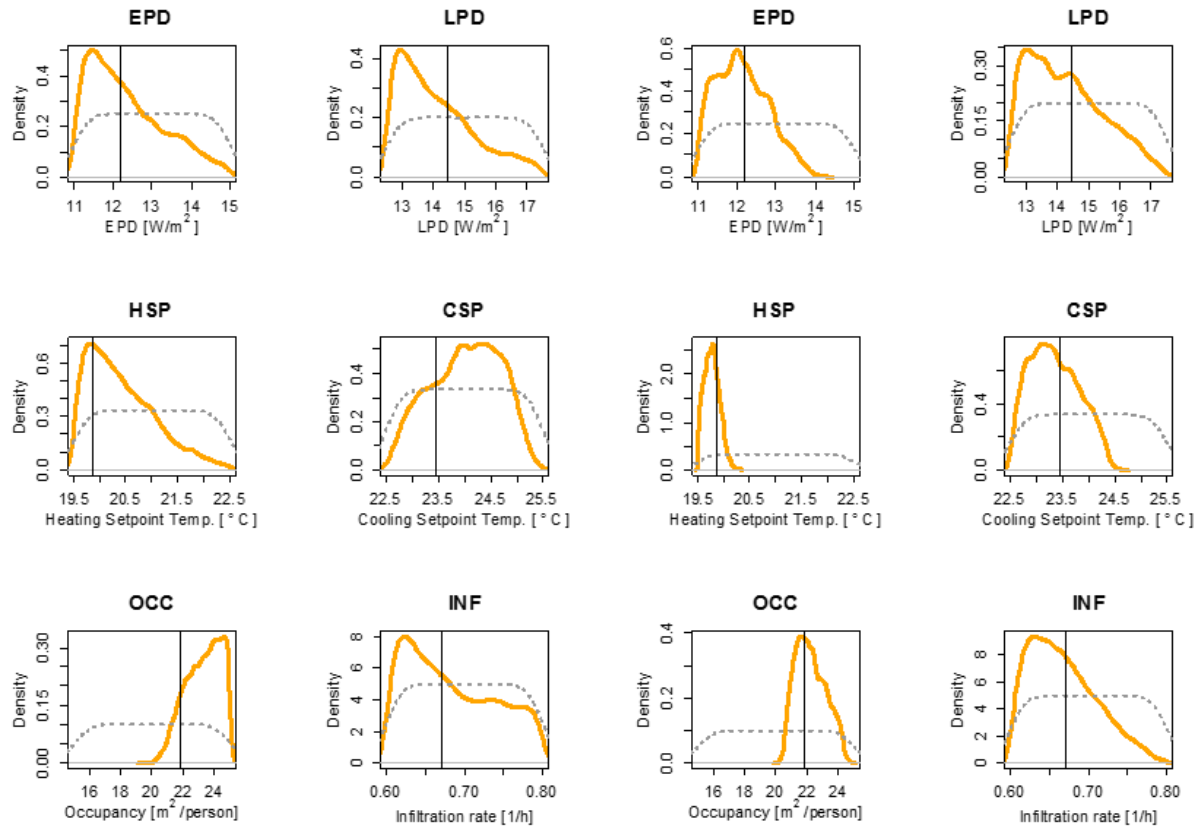 EPD LPD EPD LPD
Density 0.0 0.2 0.4
11 12 13 14 15
EPD [W/m²]
Density 0.0 0.2 0.4
13 14 15 16 17
LPD [W/m²]
Density 0.0 0.2 0.4 0.6
11 12 13 14 15
EPD [W/m²]
Density 0.00 0.15 0.30
13 14 15 16 17
LPD [W/m²]
HSP CSP HSP CSP
Density 0.0 0.3 0.6
19.5 20.5 21.5 22.5
Heating Setpoint Temp. [ ° C ]
Density 0.0 0.2 0.4
22.5 23.5 24.5 25.5
Cooling Setpoint Temp. [ ° C ]
Density 0.0 1.0 2.0
19.5 20.5 21.5 22.5
Heating Setpoint Temp. [ ° C ]
Density 0.0 0.4
22.5 23.5 24.5 25.5
Cooling Setpoint Temp. [ ° C ]
OCC INF OCC INF
Density 0.00 0.15 0.30
16 18 20 22 24
Occupancy [m² /person]
Density 0 2 4 6 8
0.60 0.70 0.80
Infiltration rate [1/h]
Density 0.0 0.2 0.4
16 18 20 22 24
Occupancy [m² /person]
Density 0 2 4 6 8
0.60 0.70 0.80
Infiltration rate [1/h]